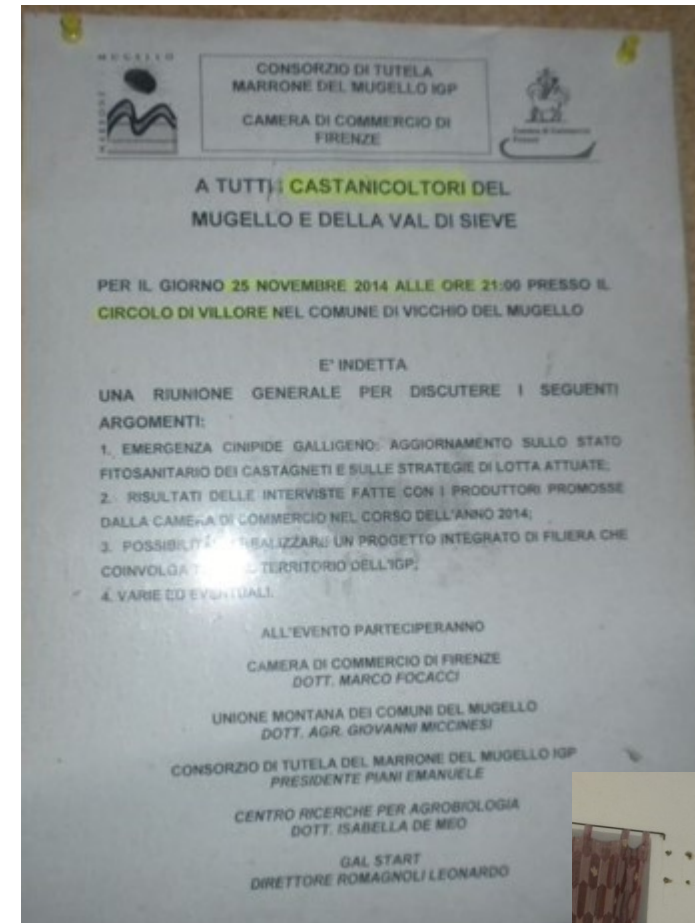 MUGELLO
MARRONE
CONSORZIO DI TUTELA
MARRONE DEL MUGELLO IGP
CAMERA DI COMMERCIO DI
FIRENZE
Camera di Commercio
Firenze
A TUTTI I CASTANICOLTORI DEL
MUGELLO E DELLA VAL DI SIEVE
PER IL GIORNO 25 NOVEMBRE 2014 ALLE ORE 21:00 PRESSO IL
CIRCOLO DI VILLORE NEL COMUNE DI VICCHIO DEL MUGELLO
E' INDETTA
UNA RIUNIONE GENERALE PER DISCUTERE I SEGUENTI
ARGOMENTI:
1. EMERGENZA CINIPIDE GALLIGENO: AGGIORNAMENTO SULLO STATO
FITOSANITARIO DEI CASTAGNETI E SULLE STRATEGIE DI LOTTA ATTUATE;
2. RISULTATI DELLE INTERVISTE FATTE CON I PRODUTTORI PROMOSSE
DALLA CAMERA DI COMMERCIO NEL CORSO DELL'ANNO 2014;
3. POSSIBILITÀ REALIZZARE UN PROGETTO INTEGRATO DI FILIERA CHE
COINVOLGA TERRITORIO DELL'IGP;
4. VARIE ED EVENTUALI.
ALL'EVENTO PARTECIPERANNO
CAMERA DI COMMERCIO DI FIRENZE
DOTT. MARCO FOCACCI
UNIONE MONTANA DEI COMUNI DEL MUGELLO
DOTT. AGR. GIOVANNI MICCINESI
CONSORZIO DI TUTELA DEL MARRONE DEL MUGELLO IGP
PRESIDENTE PIANI EMANUELE
CENTRO RICERCHE PER AGROBIOLOGIA
DOTT. ISABELLA DE MEO
GAL START
DIRETTORE ROMAGNOLI LEONARDO